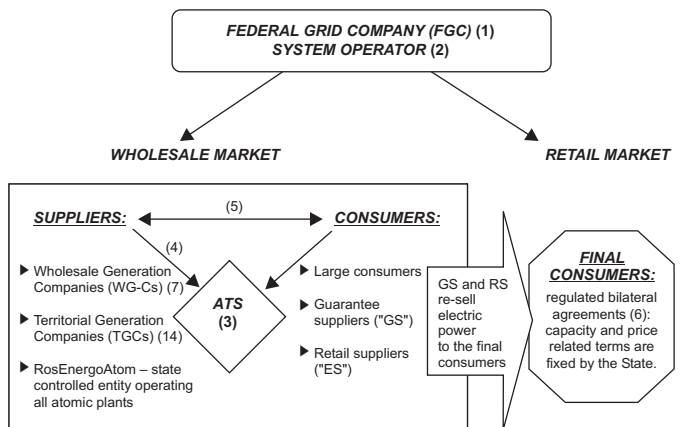 FEDERAL GRID COMPANY (FGC) (1)
SYSTEM OPERATOR (2)
WHOLESALE MARKET
RETAIL MARKET
SUPPLIERS:
(5)
CONSUMERS:
(4)
Wholesale Generation
Companies (WG-Cs) (7)
Territorial Generation
Companies (TGCs) (14)
RosEnergoAtom – state
controlled entity operating
all atomic plants
ATS
(3)
Large consumers
Guarantee
suppliers ("GS")
Retail suppliers
("ES")
GS and RS
re-sell
electric
power
to the final
consumers
FINAL
CONSUMERS:
regulated bilateral
agreements (6):
capacity and price
related terms are
fixed by the State.